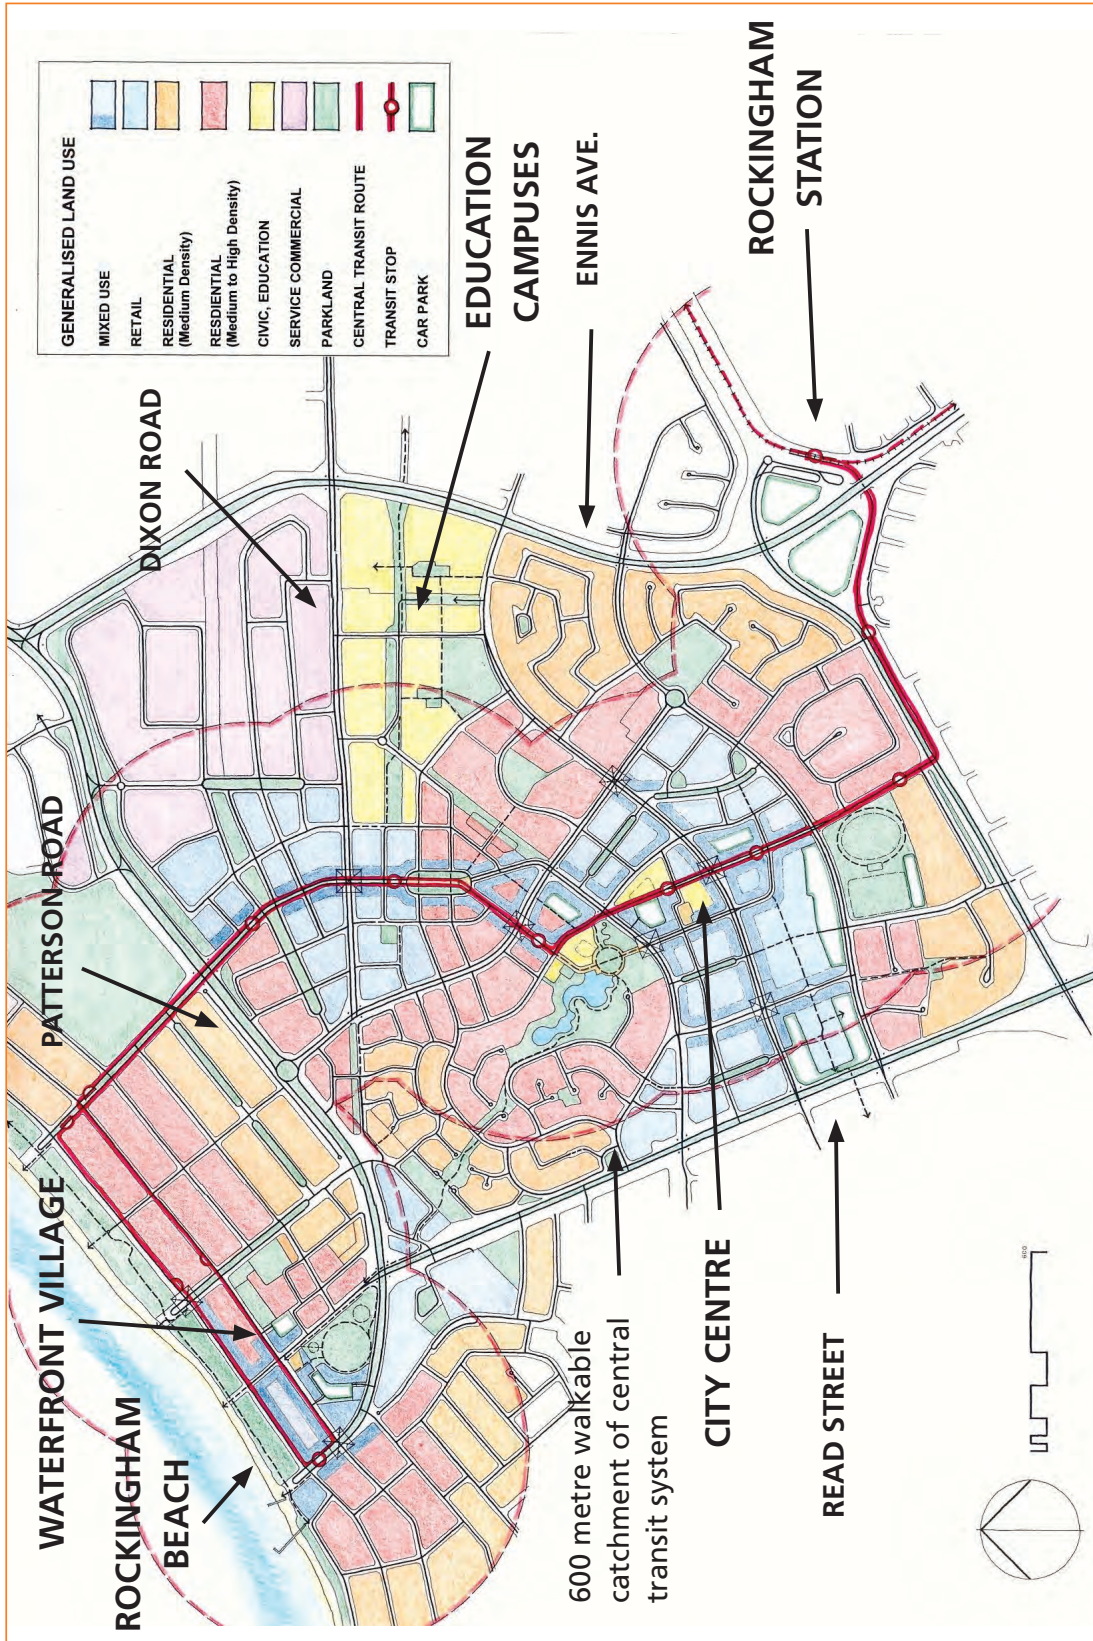 GENERALISED LAND USE
MIXED USE
RETAIL
RESIDENTIAL
(Medium Density)
RESDIENTIAL
(Medium to High Density)
CIVIC, EDUCATION
SERVICE COMMERCIAL
PARKLAND
CENTRAL TRANSIT ROUTE
TRANSIT STOP
CAR PARK
ROCKINGHAM
STATION
EDUCATION
CAMPUSES
ENNIS AVE.
DIXON ROAD
PATTERSON ROAD
WATERFRONT VILLAGE
ROCKINGHAM
BEACH
600 metre walkable
catchment of central
transit system
CITY CENTRE
READ STREET
600